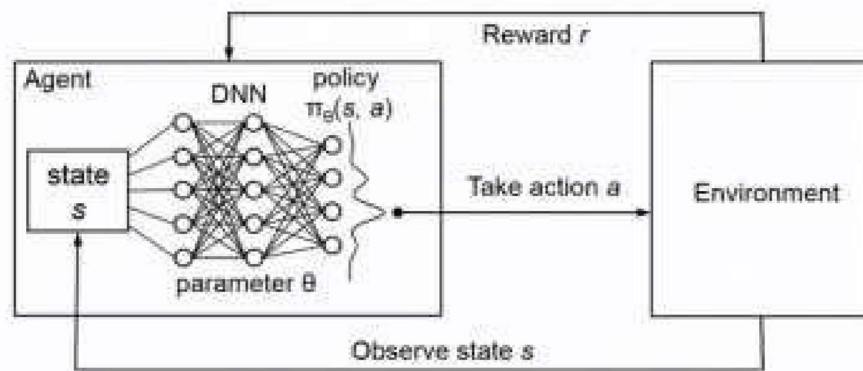 Reward r
Agent
policy
DNN
πθ(s, a)
state
s
Take action a
Environment
parameter θ
Observe state s